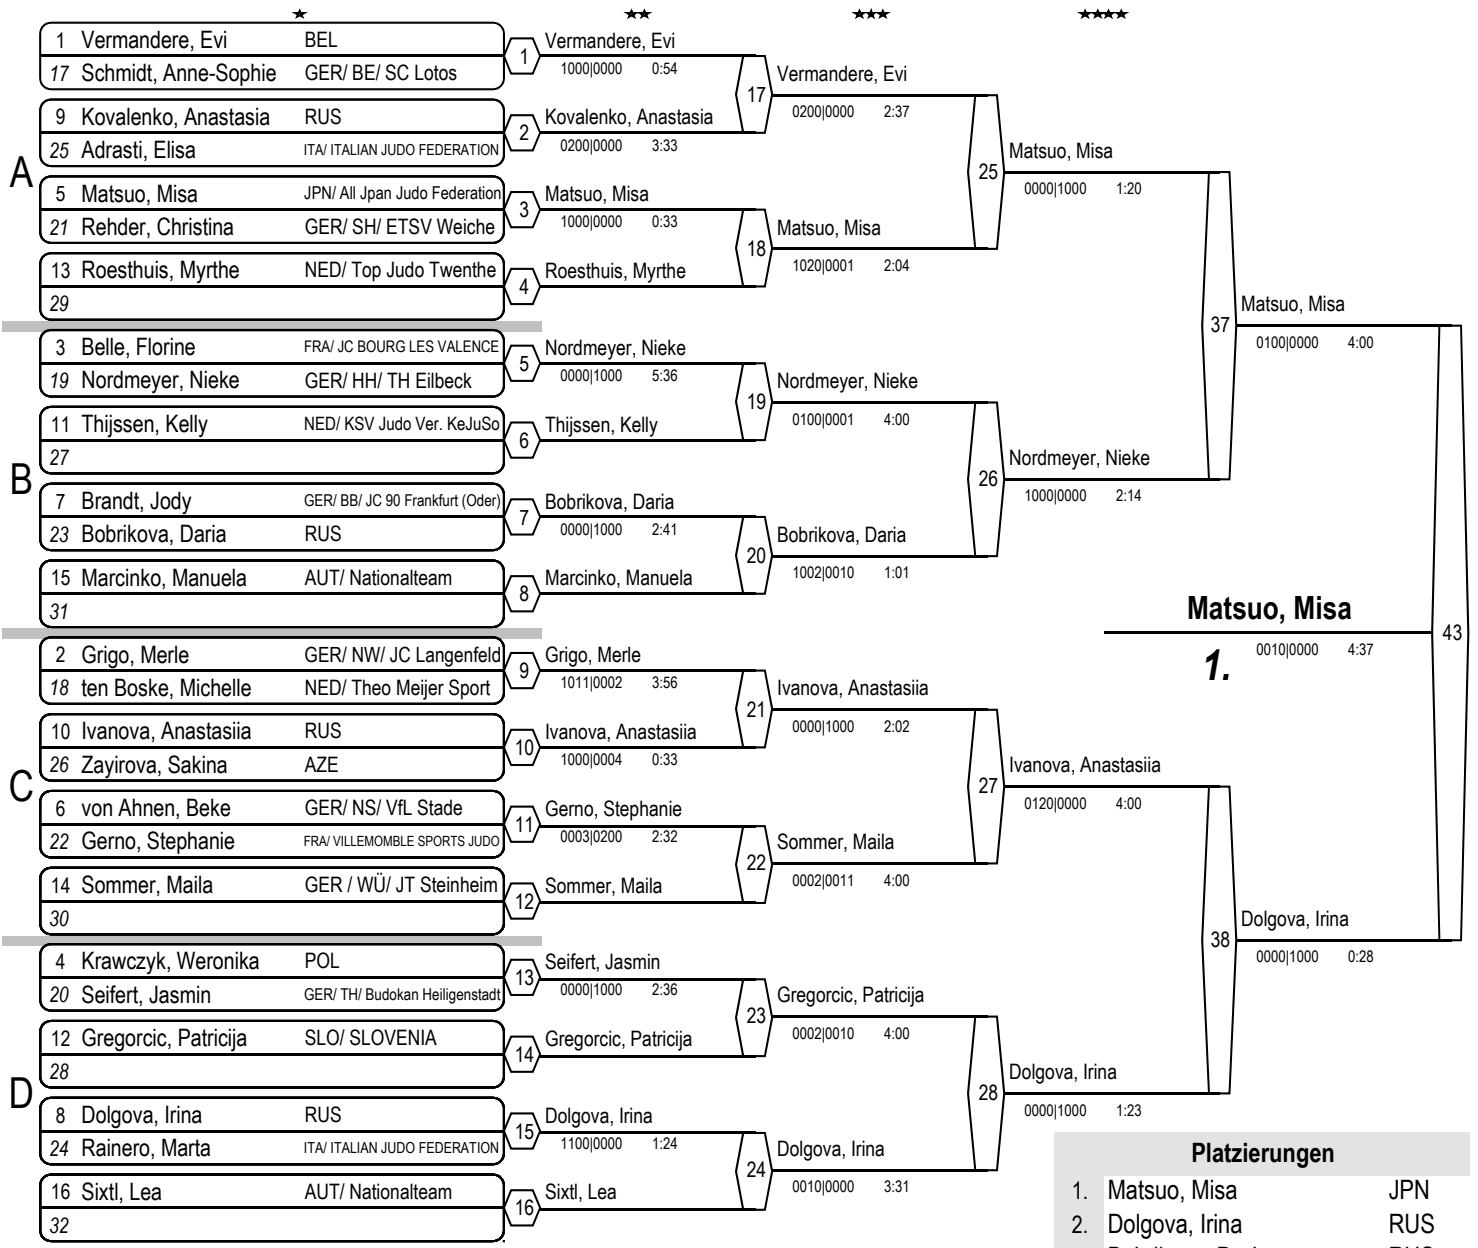 A
1 Vermandere, Evi BEL
17 Schmidt, Anne-Sophie GER/ BE/ SC Lotos
9 Kovalenko, Anastasia RUS
25 Adrasti, Elisa ITA/ ITALIAN JUDO FEDERATION
5 Matsuo, Misa JPN/ All Jpan Judo Federation
21 Rehder, Christina GER/ SH/ ETSV Weiche
13 Roesthuis, Myrthe NED/ Top Judo Twenthe
29
B
3 Belle, Florine FRA/ JC BOURG LES VALENCE
19 Nordmeyer, Nieke GER/ HH/ TH Eilbeck
11 Thijssen, Kelly NED/ KSV Judo Ver. KeJuSo
27
7 Brandt, Jody GER/ BB/ JC 90 Frankfurt (Oder)
23 Bobrikova, Daria RUS
15 Marcinko, Manuela AUT/ Nationalteam
31
C
2 Grigo, Merle GER/ NW/ JC Langenfeld
18 ten Boske, Michelle NED/ Theo Meijer Sport
10 Ivanova, Anastasiia RUS
26 Zayirova, Sakina AZE
6 von Ahnen, Beke GER/ NS/ VfL Stade
22 Gerno, Stephanie FRA/ VILLEMOMBLE SPORTS JUDO
14 Sommer, Maila GER / WÜ/ JT Steinheim
30
D
4 Krawczyk, Weronika POL
20 Seifert, Jasmin GER/ TH/ Budokan Heiligenstadt
12 Gregorcic, Patricija SLO/ SLOVENIA
28
8 Dolgova, Irina RUS
24 Rainero, Marta ITA/ ITALIAN JUDO FEDERATION
16 Sixtl, Lea AUT/ Nationalteam
32
1 Vermandere, Evi
1000|0000 0:54
2 Kovalenko, Anastasia
0200|0000 3:33
3 Matsuo, Misa
1000|0000 0:33
4 Roesthuis, Myrthe
5 Nordmeyer, Nieke
0000|1000 5:36
6 Thijssen, Kelly
7 Bobrikova, Daria
0000|1000 2:41
8 Marcinko, Manuela
9 Grigo, Merle
1011|0002 3:56
10 Ivanova, Anastasiia
1000|0004 0:33
11 Gerno, Stephanie
0003|0200 2:32
12 Sommer, Maila
13 Seifert, Jasmin
0000|1000 2:36
14 Gregorcic, Patricija
15 Dolgova, Irina
1100|0000 1:24
16 Sixtl, Lea
17 Vermandere, Evi
0200|0000 2:37
18 Matsuo, Misa
1020|0001 2:04
19 Nordmeyer, Nieke
0100|0001 4:00
20 Bobrikova, Daria
1002|0010 1:01
21 Ivanova, Anastasiia
0000|1000 2:02
22 Sommer, Maila
0002|0011 4:00
23 Gregorcic, Patricija
0002|0010 4:00
24 Dolgova, Irina
0010|0000 3:31
25 Matsuo, Misa
0000|1000 1:20
26 Nordmeyer, Nieke
1000|0000 2:14
27 Ivanova, Anastasiia
0120|0000 4:00
28 Dolgova, Irina
0000|1000 1:23
37 Matsuo, Misa
0100|0000 4:00
38 Dolgova, Irina
0000|1000 0:28
43 Matsuo, Misa
1. 0010|0000 4:37
Platzierungen
1. Matsuo, Misa JPN
2. Dolgova, Irina RUS